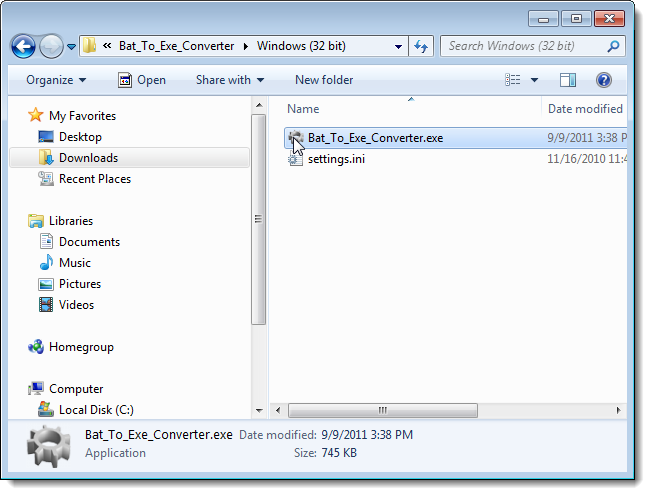 « Bat_To_Exe_Converter Windows (32 bit) Search Windows (32 bit)
Organize Open Share with New folder
Name Date modified
My Favorites
Desktop
Downloads
Recent Places
Libraries
Documents
Music
Pictures
Videos
Homegroup
Computer
Local Disk (C:)
Bat_To_Exe_Converter.exe 9/9/2011 3:38 P
settings.ini 11/16/2010 11:4
Bat_To_Exe_Converter.exe Date modified: 9/9/2011 3:38 PM
Application Size: 745 KB